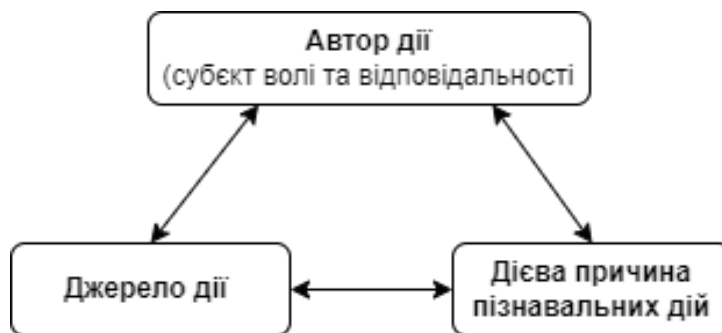 Автор дії
(субєкт волі та відповідальності
Джерело дії
Дієва причина
пізнавальних дій